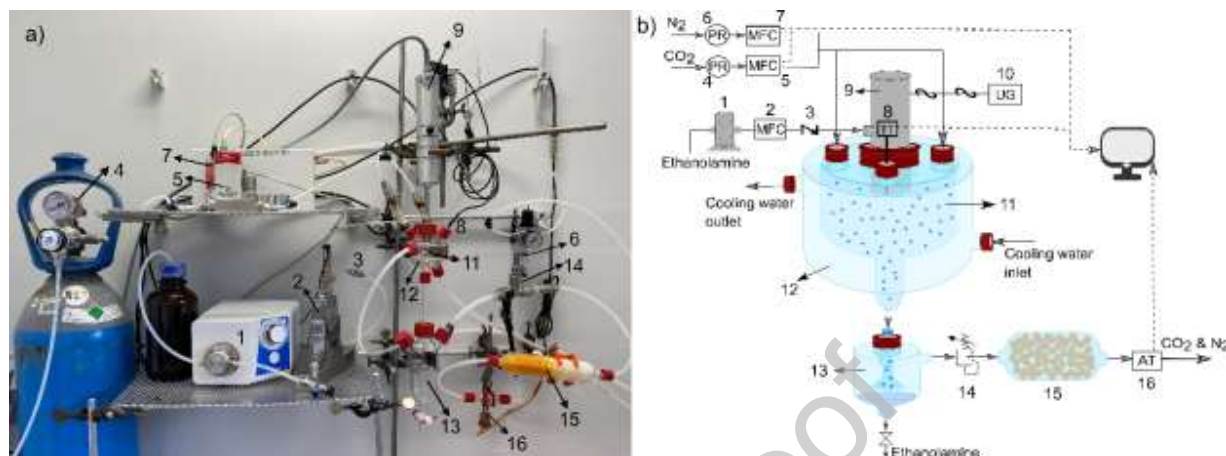 a)
9
7
4
5
8
6
11
3
14
12
2
1
13
15
16
b)
6
7
N2
PR
MFC
CO2
PR
MFC
4
5
10
9
UG
1
2
3
8
MFC
Ethanolamine
Cooling water
outlet
11
Cooling water
inlet
12
CO2 & N2
13
AT
14
15
16
Ethanolamine
of